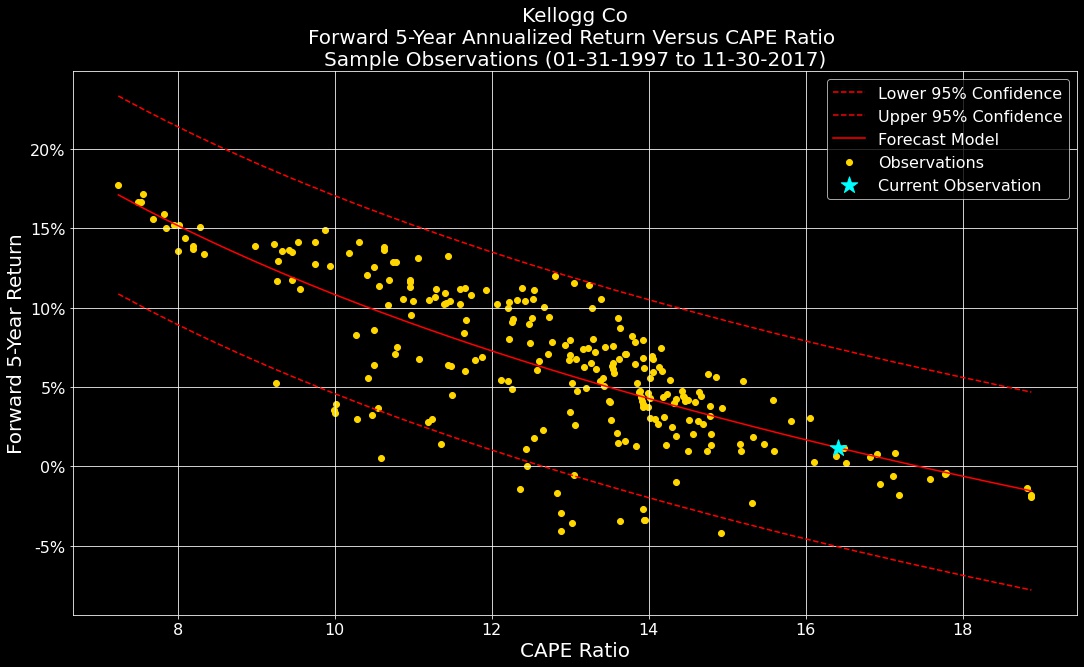 Kellogg Co
Forward 5-Year Annualized Return Versus CAPE Ratio
Sample Observations (01-31-1997 to 11-30-2017)
Lower 95% Confidence
Upper 95% Confidence
Forecast Model
Observations
Current Observation
Forward 5-Year Return
20%
15%
10%
5%
0%
-5%
8 10 12 14 16 18
CAPE Ratio